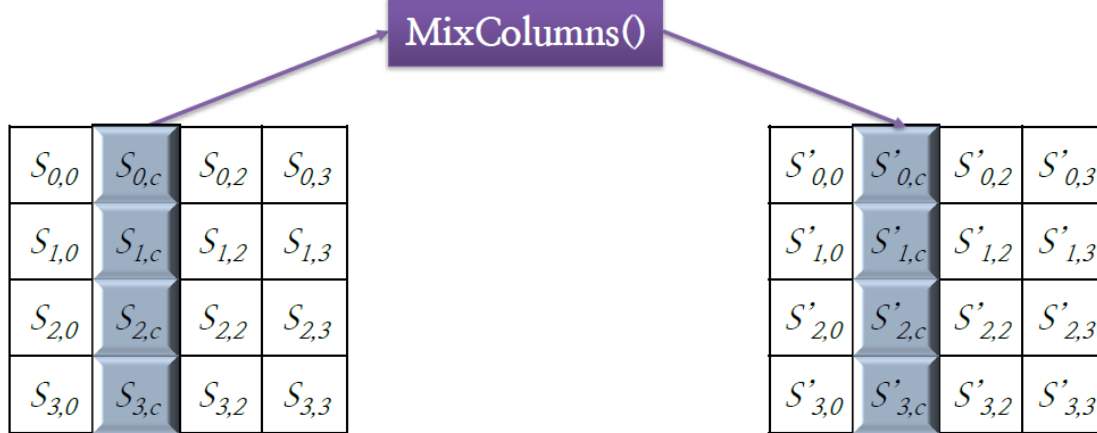 MixColumns()
S0,0 S0,c S0,2 S0,3 S'0,0 S'0,c S'0,2 S'0,3
S1,0 S1,c S1,2 S1,3 S'1,0 S'1,c S'1,2 S'1,3
S2,0 S2,c S2,2 S2,3 S'2,0 S'2,c S'2,2 S'2,3
S3,0 S3,c S3,2 S3,3 S'3,0 S'3,c S'3,2 S'3,3